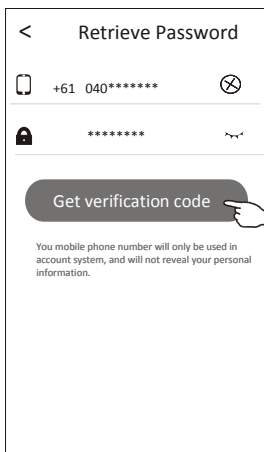 < Retrieve Password
+61 040*******
********
Get verification code
You mobile phone number will only be used in
account system, and will not reveal your personal
information.